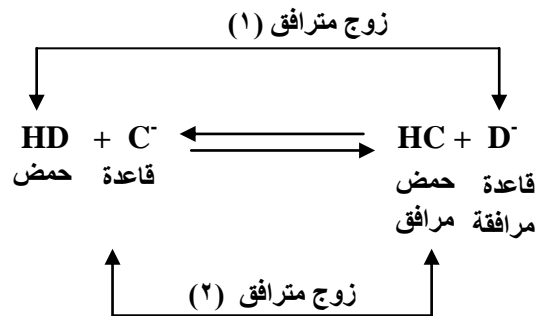 زوج مترافق (١)
HD + C⁻ ⇌ HC + D⁻
حمض قاعدة حمض مرافق قاعدة مرافقة
زوج مترافق (٢)